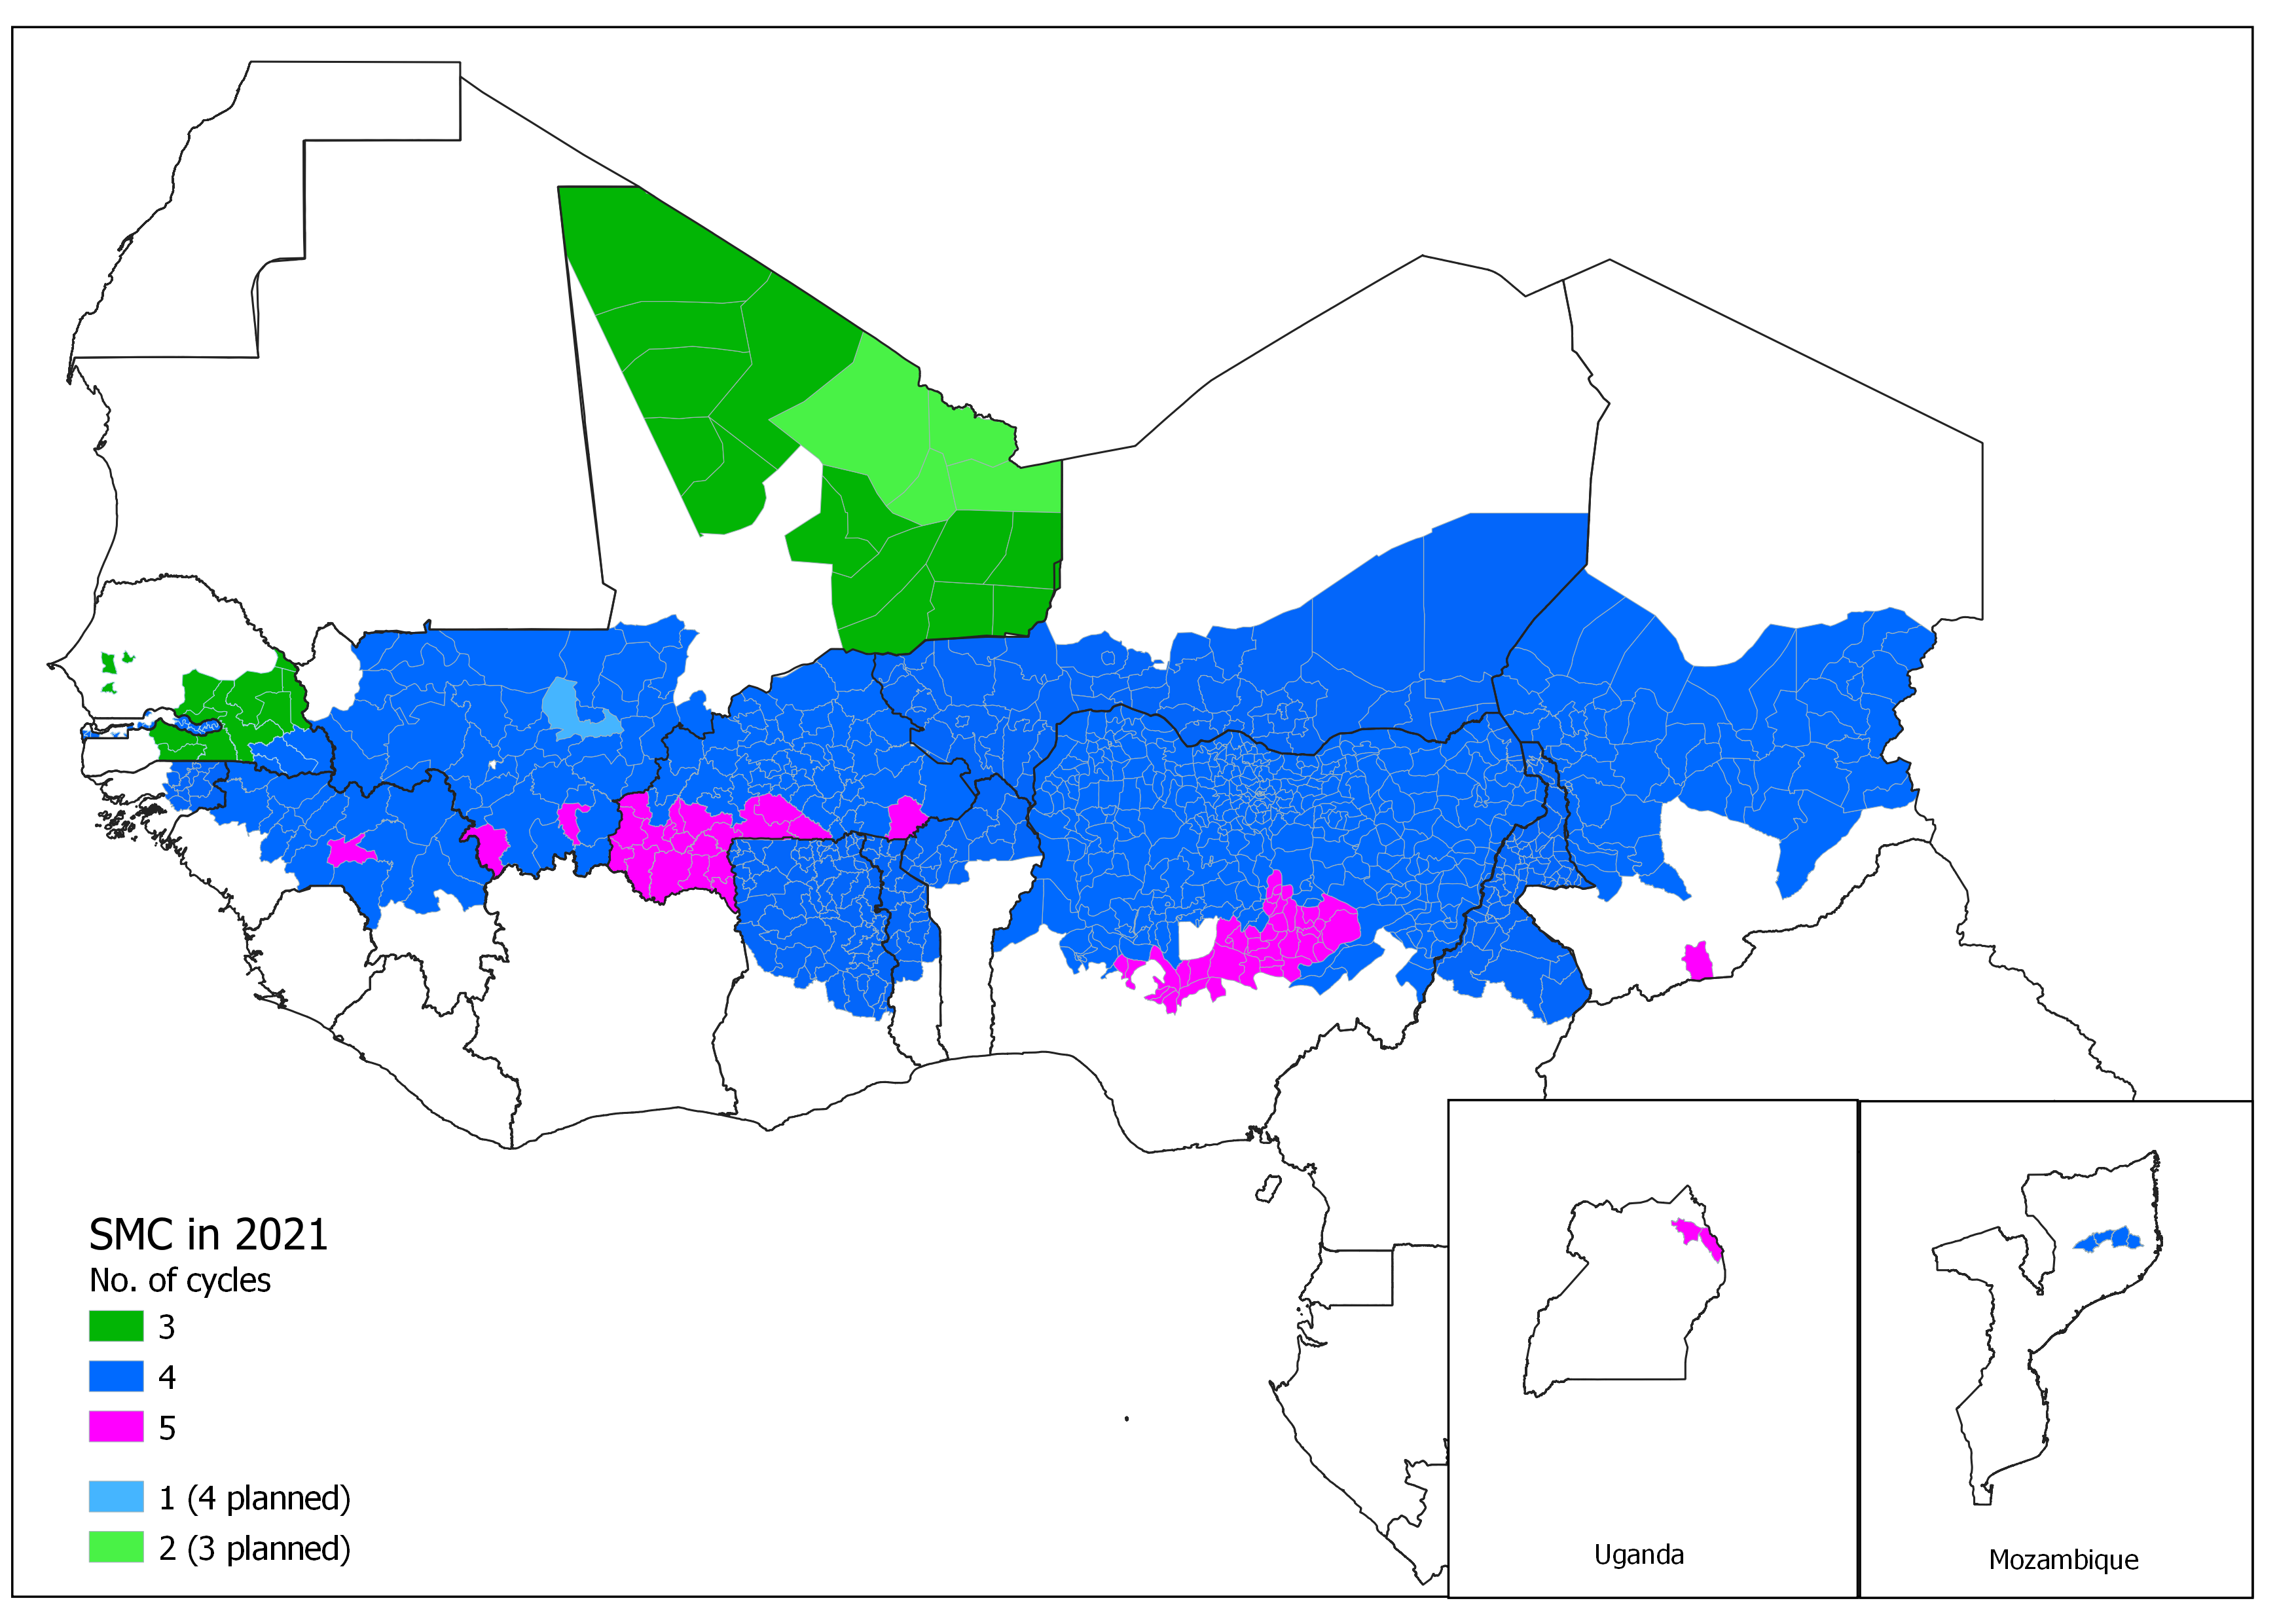 SMC in 2021
No. of cycles
3
4
5
1 (4 planned)
2 (3 planned)
Uganda
Mozambique